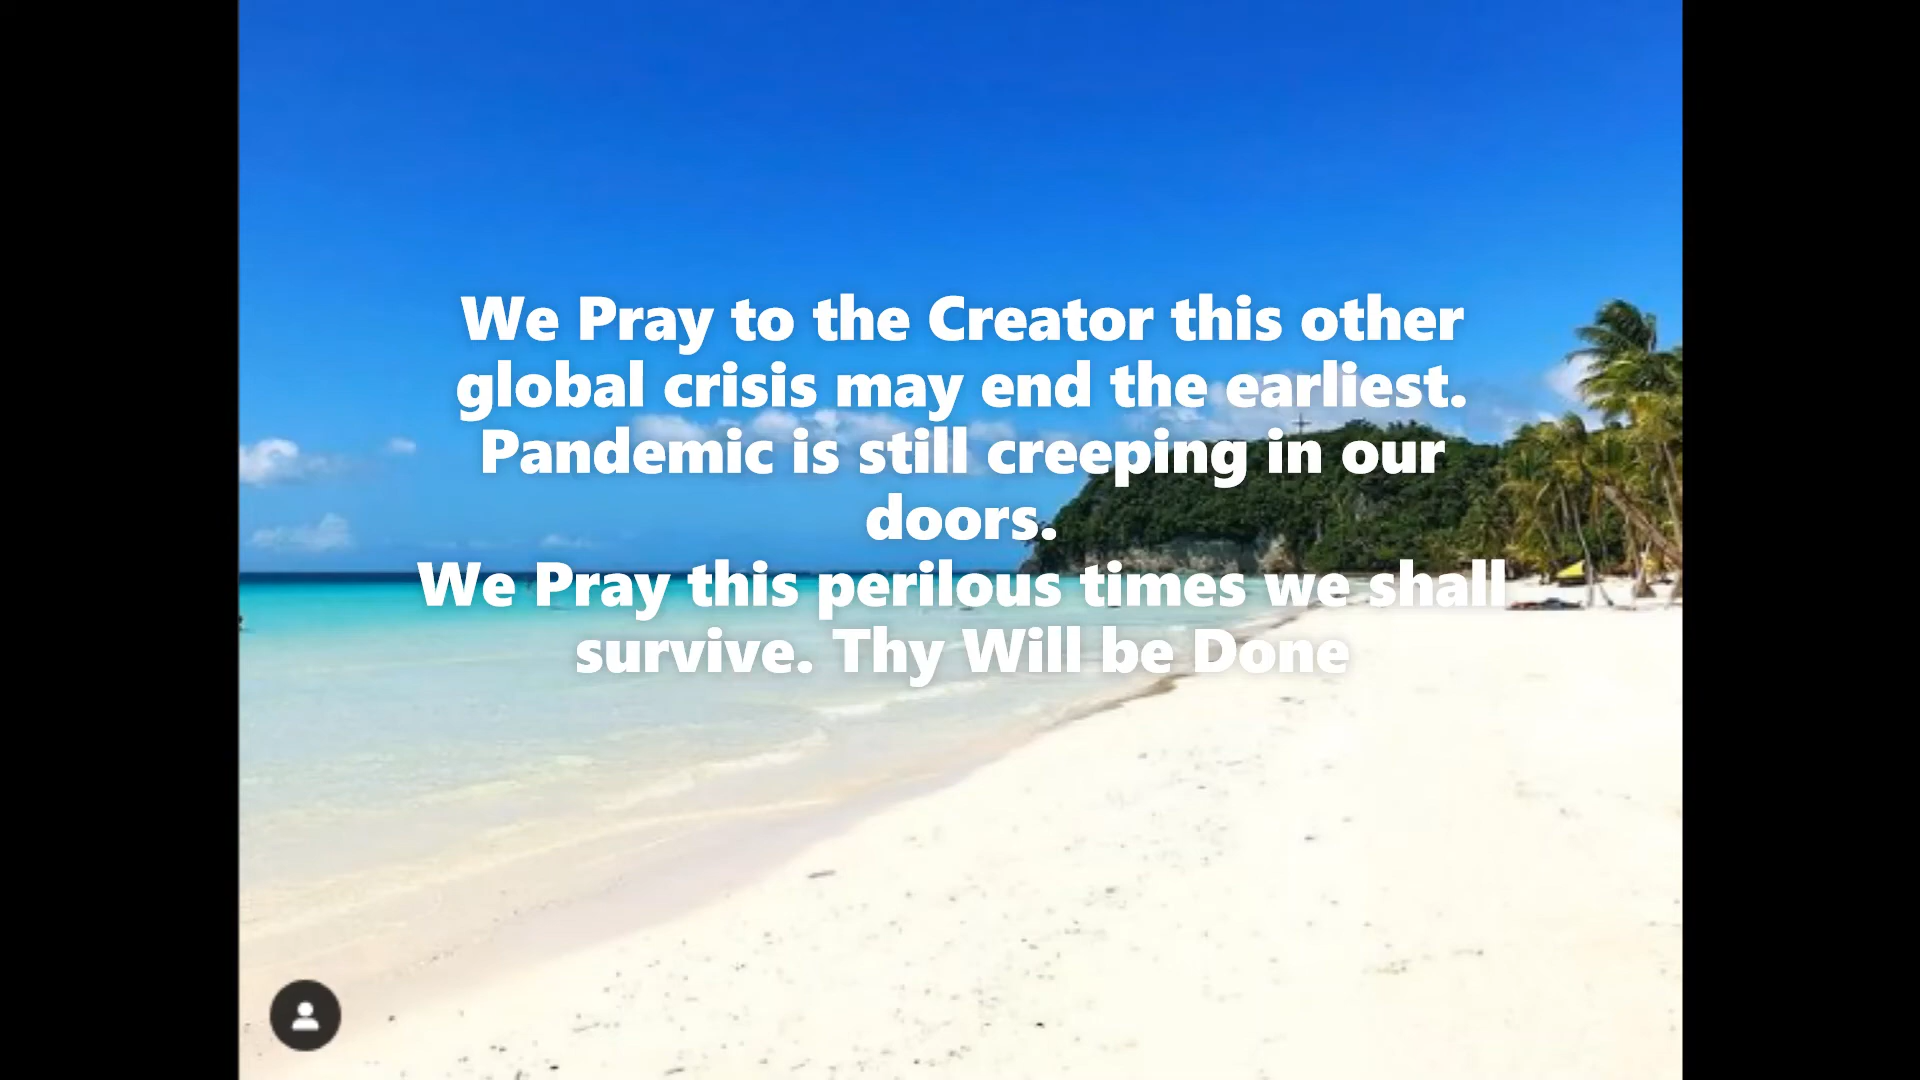 We Pray to the Creator this other
global crisis may end the earliest.
Pandemic is still creeping in our
doors.
We Pray this perilous times we shall
survive. Thy Will be Done